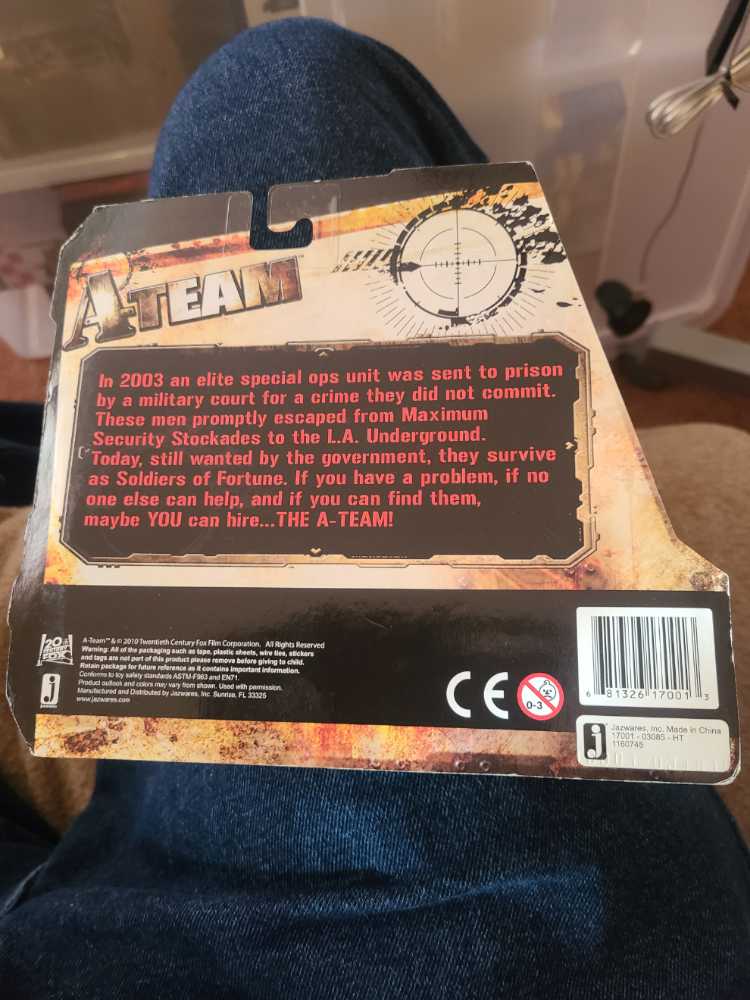 A-TEAM™
In 2003 an elite special ops unit was sent to prison
by a military court for a crime they did not commit.
These men promptly escaped from Maximum
Security Stockades to the L.A. Underground.
Today, still wanted by the government, they survive
as Soldiers of Fortune. If you have a problem, if no
one else can help, and if you can find them,
maybe YOU can hire...THE A-TEAM!
20
CENTURY
FOX
A-Team™ & © 2010 Twentieth Century Fox Film Corporation. All Rights Reserved
Warning: All of the packaging such as tape, plastic sheets, wire ties, stickers
and tags are not part of this product please remove before giving to child.
Retain package for future reference as it contains important information.
Conforms to toy safety standards ASTM-F963 and EN71.
Product outlook and colors may vary from shown. Used with permission.
Manufactured and Distributed by Jazwares, Inc. Sunrise, FL 33325
www.jazwares.com
j
jazwares
CE
0-3
6 81326 17001 3
j
Jazwares, Inc. Made in China
17001 - 03085 - HT
1160745